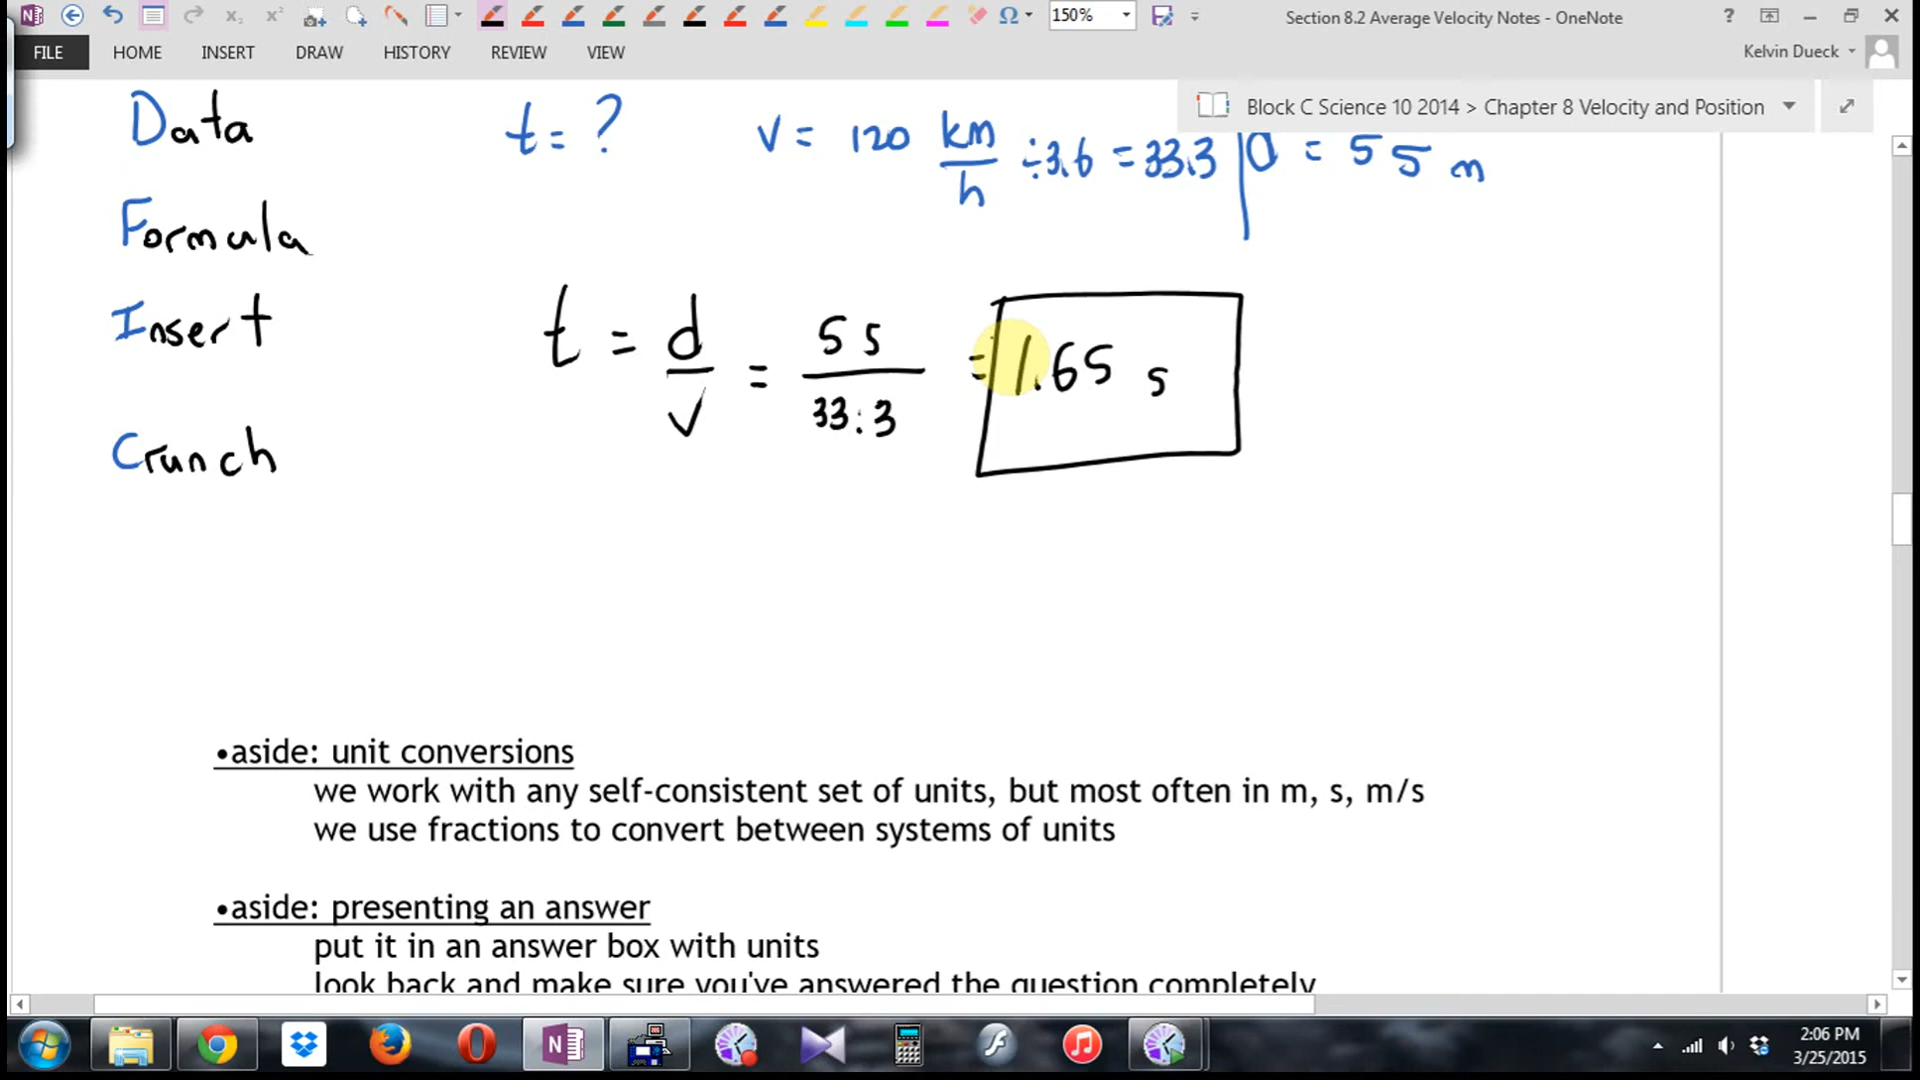 150%
Section 8.2 Average Velocity Notes - OneNote
FILE HOME INSERT DRAW HISTORY REVIEW VIEW
Kelvin Dueck
Block C Science 10 2014 > Chapter 8 Velocity and Position
Data t = ? v = 120 km/h ÷3.6 = 33.3 d = 55 m
Formula
Insert
t = d/v = 55/33.3 = 1.65 s
Crunch
•aside: unit conversions
we work with any self-consistent set of units, but most often in m, s, m/s
we use fractions to convert between systems of units
•aside: presenting an answer
put it in an answer box with units
look back and make sure you've answered the question completely
2:06 PM
3/25/2015